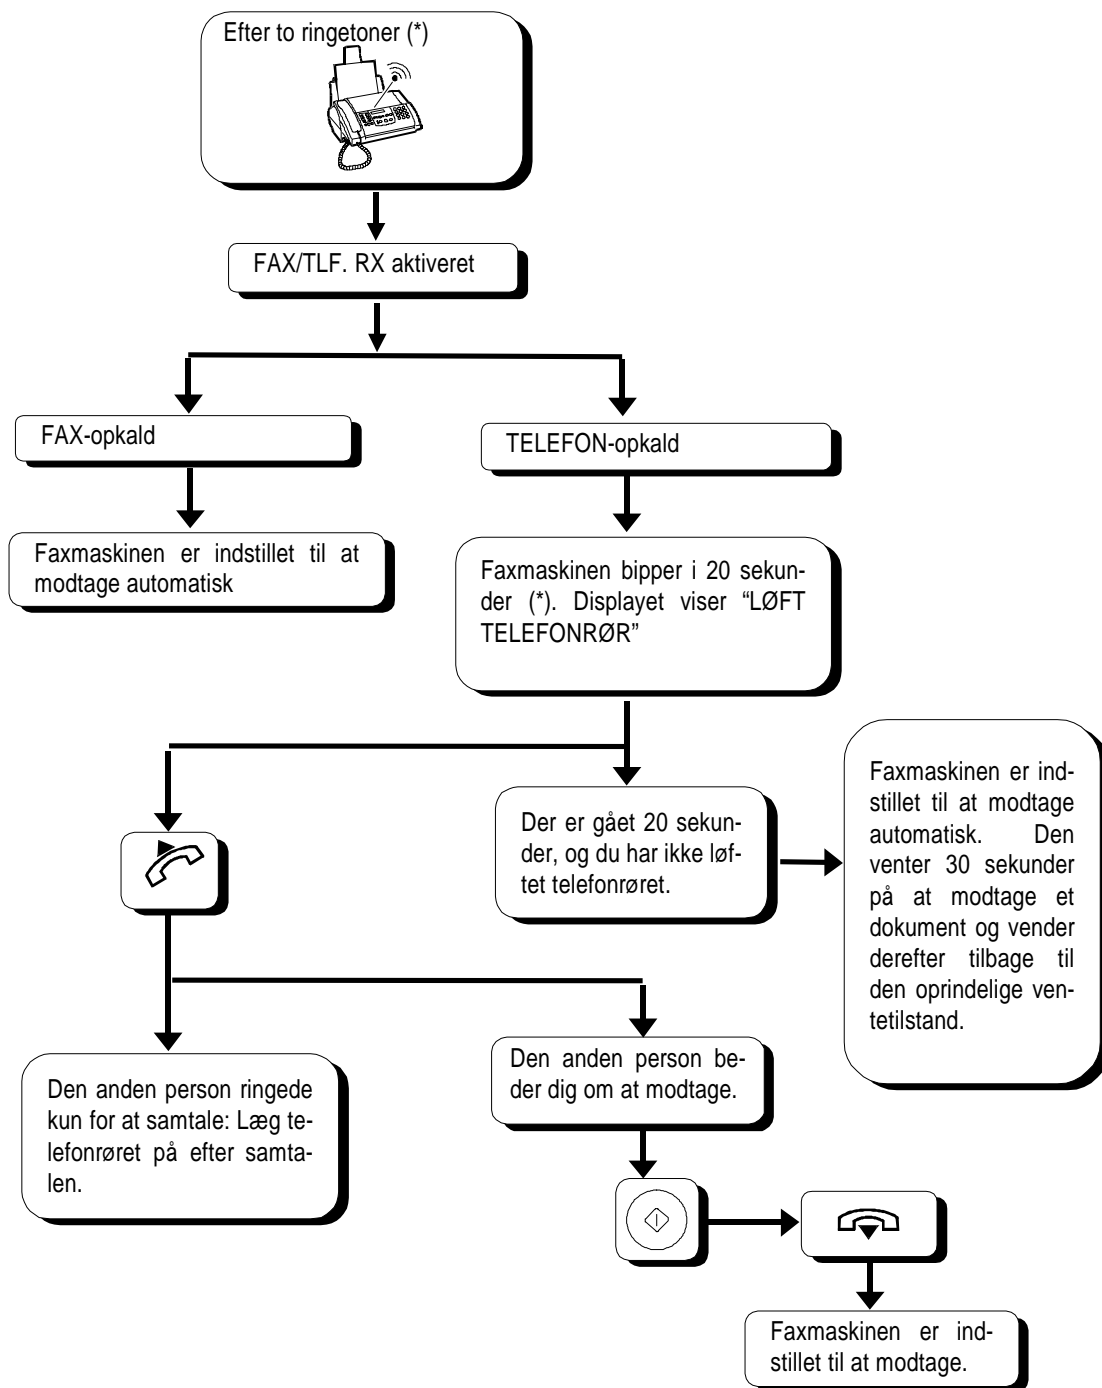 Efter to ringetoner (*)
FAX/TLF. RX aktiveret
FAX-opkald
TELEFON-opkald
Faxmaskinen er indstillet til at
modtage automatisk
Faxmaskinen bipper i 20 sekun-
der (*). Displayet viser “LØFT
TELEFONRØR”
Der er gået 20 sekun-
der, og du har ikke løf-
tet telefonrøret.
Faxmaskinen er ind-
stillet til at modtage
automatisk. Den
venter 30 sekunder
på at modtage et
dokument og vender
derefter tilbage til
den oprindelige ven-
tetilstand.
Den anden person ringede
kun for at samtale: Læg te-
lefonrøret på efter samta-
len.
Den anden person be-
der dig om at modtage.
Faxmaskinen er ind-
stillet til at modtage.